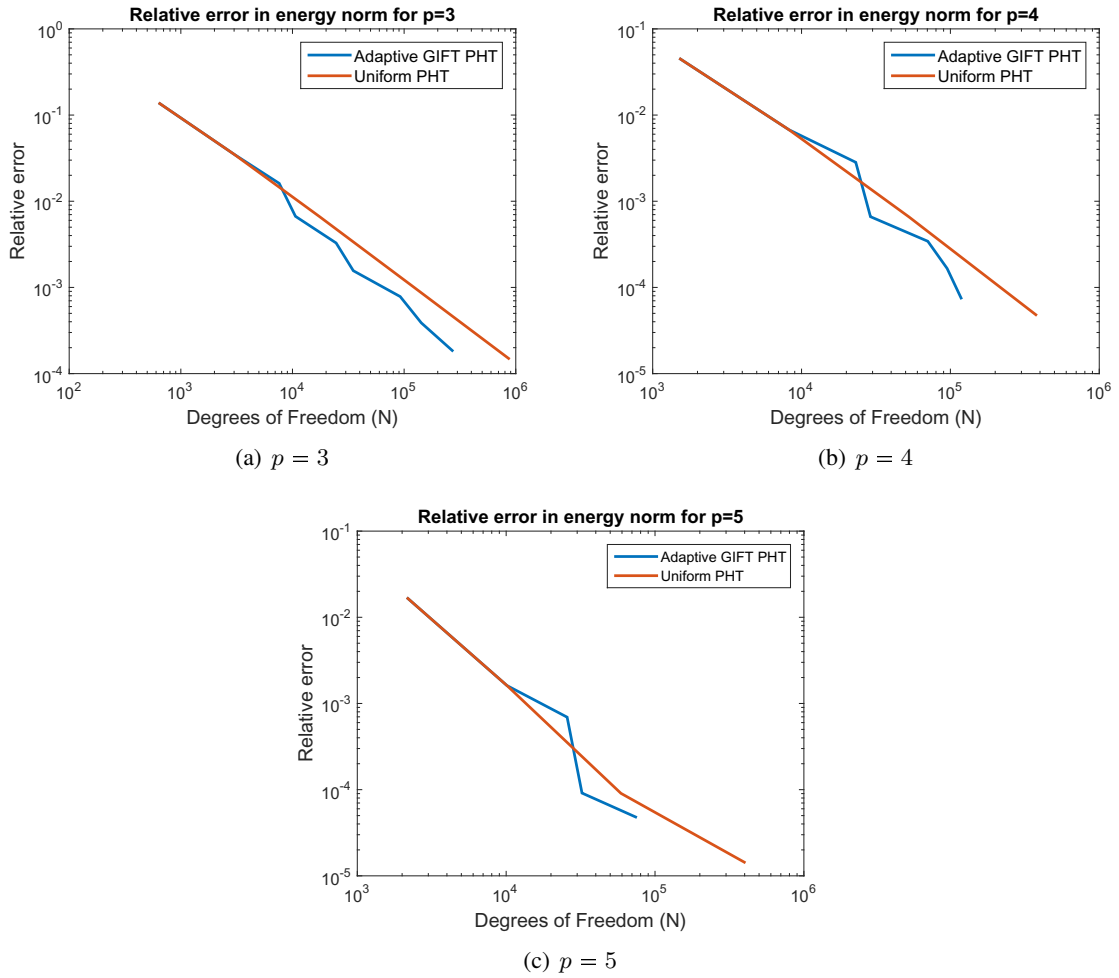 Relative error in energy norm for p=3
10^0
10^-1
10^-2
10^-3
10^-4
Relative error
Adaptive GIFT PHT
Uniform PHT
10^2 10^3 10^4 10^5 10^6
Degrees of Freedom (N)
(a) p = 3
Relative error in energy norm for p=4
10^-1
10^-2
10^-3
10^-4
10^-5
Relative error
Adaptive GIFT PHT
Uniform PHT
10^3 10^4 10^5 10^6
Degrees of Freedom (N)
(b) p = 4
Relative error in energy norm for p=5
10^-1
10^-2
10^-3
10^-4
10^-5
Relative error
Adaptive GIFT PHT
Uniform PHT
10^3 10^4 10^5 10^6
Degrees of Freedom (N)
(c) p = 5